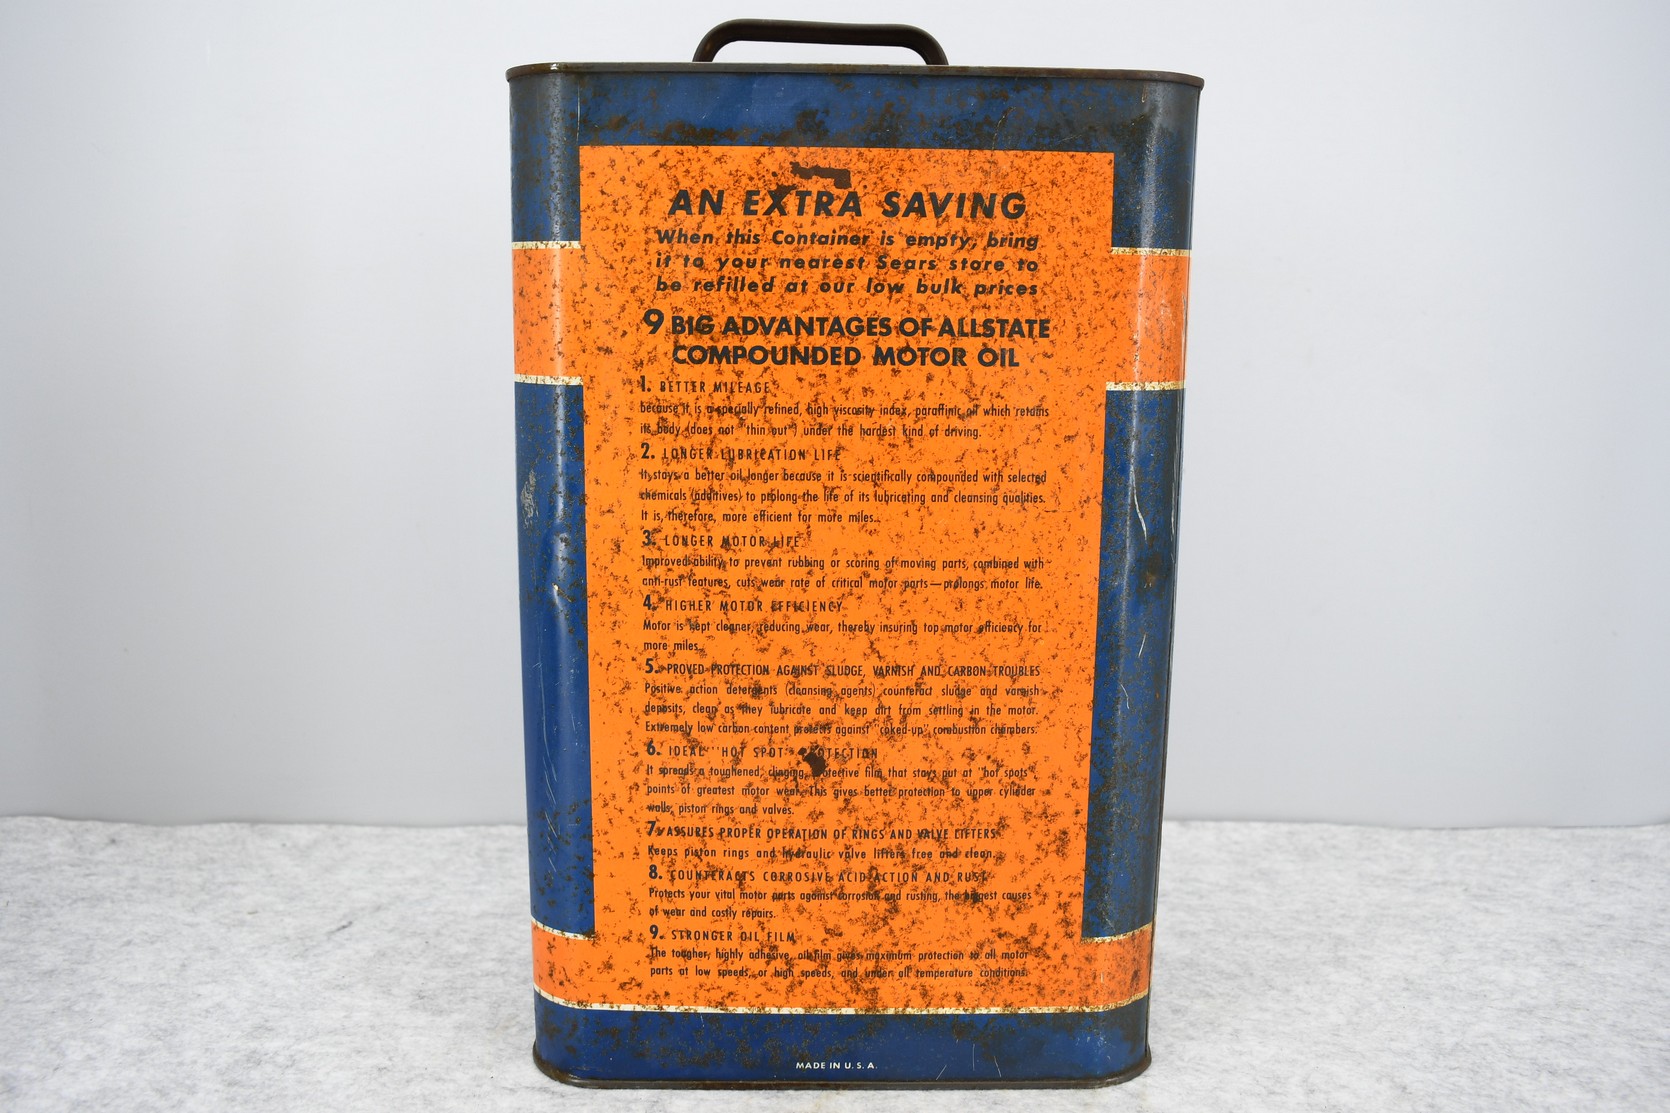 AN EXTRA SAVING
When this Container is empty, bring
it to your nearest Sears store to
be refilled at our low bulk prices
9 BIG ADVANTAGES OF ALLSTATE
COMPOUNDED MOTOR OIL
1. BETTER MILEAGE
because it is a specially refined, high viscosity index, paraffinic oil which retains
its body (does not "thin out") under the hardest kind of driving.
2. LONGER LUBRICATION LIFE
It stays a better oil longer because it is scientifically compounded with selected
chemicals (additives) to prolong the life of its lubricating and cleansing qualities.
It is, therefore, more efficient for more miles.
3. LONGER MOTOR LIFE
Improved ability to prevent rubbing or scoring of moving parts, combined with
anti-rust features, cuts wear rate of critical motor parts—prolongs motor life.
4. HIGHER MOTOR EFFICIENCY
Motor is kept cleaner, reducing wear, thereby insuring top motor efficiency for
more miles.
5. PROVED PROTECTION AGAINST SLUDGE, VARNISH AND CARBON TROUBLES
Positive action detergents (cleansing agents) counteract sludge and varnish
deposits, clean as they lubricate and keep dirt from settling in the motor.
Extremely low carbon content protects against "coked-up" combustion chambers.
6. IDEAL "HOT SPOT" PROTECTION
It spreads a toughened, clinging, protective film that stays put at "hot spots"
points of greatest motor wear. This gives better protection to upper cylinder
walls, piston rings and valves.
7. ASSURES PROPER OPERATION OF RINGS AND VALVE LIFTERS
Keeps piston rings and hydraulic valve lifters free and clean.
8. COUNTERACTS CORROSIVE ACID ACTION AND RUST
Protects your vital motor parts against corrosion and rusting, the biggest causes
of wear and costly repairs.
9. STRONGER OIL FILM
The tougher, highly adhesive, oil film gives maximum protection to all motor
parts at low speeds, or high speeds, and under all temperature conditions.
MADE IN U.S.A.